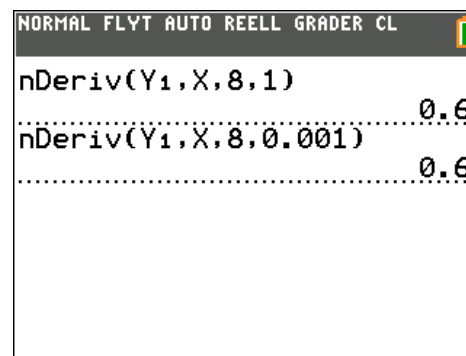 NORMAL FLYT AUTO REELL GRADER CL
nDeriv(Y₁,X,8,1)
0.6
nDeriv(Y₁,X,8,0.001)
0.6